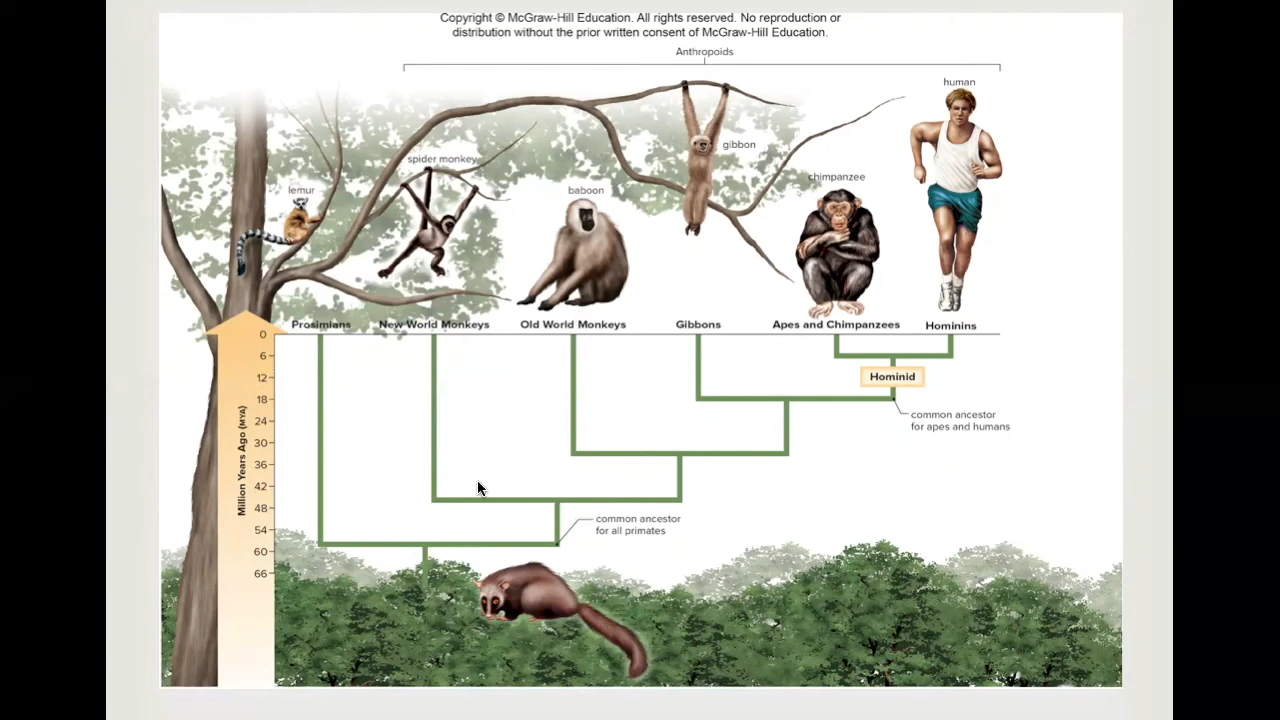 Copyright © McGraw-Hill Education. All rights reserved. No reproduction or
distribution without the prior written consent of McGraw-Hill Education.
Anthropoids
human
gibbon
spider monkey
chimpanzee
lemur
baboon
Prosimians
New World Monkeys
Old World Monkeys
Gibbons
Apes and Chimpanzees
Hominins
Million Years Ago (MYA)
0
6
12
18
24
30
36
42
48
54
60
66
Hominid
common ancestor
for apes and humans
common ancestor
for all primates